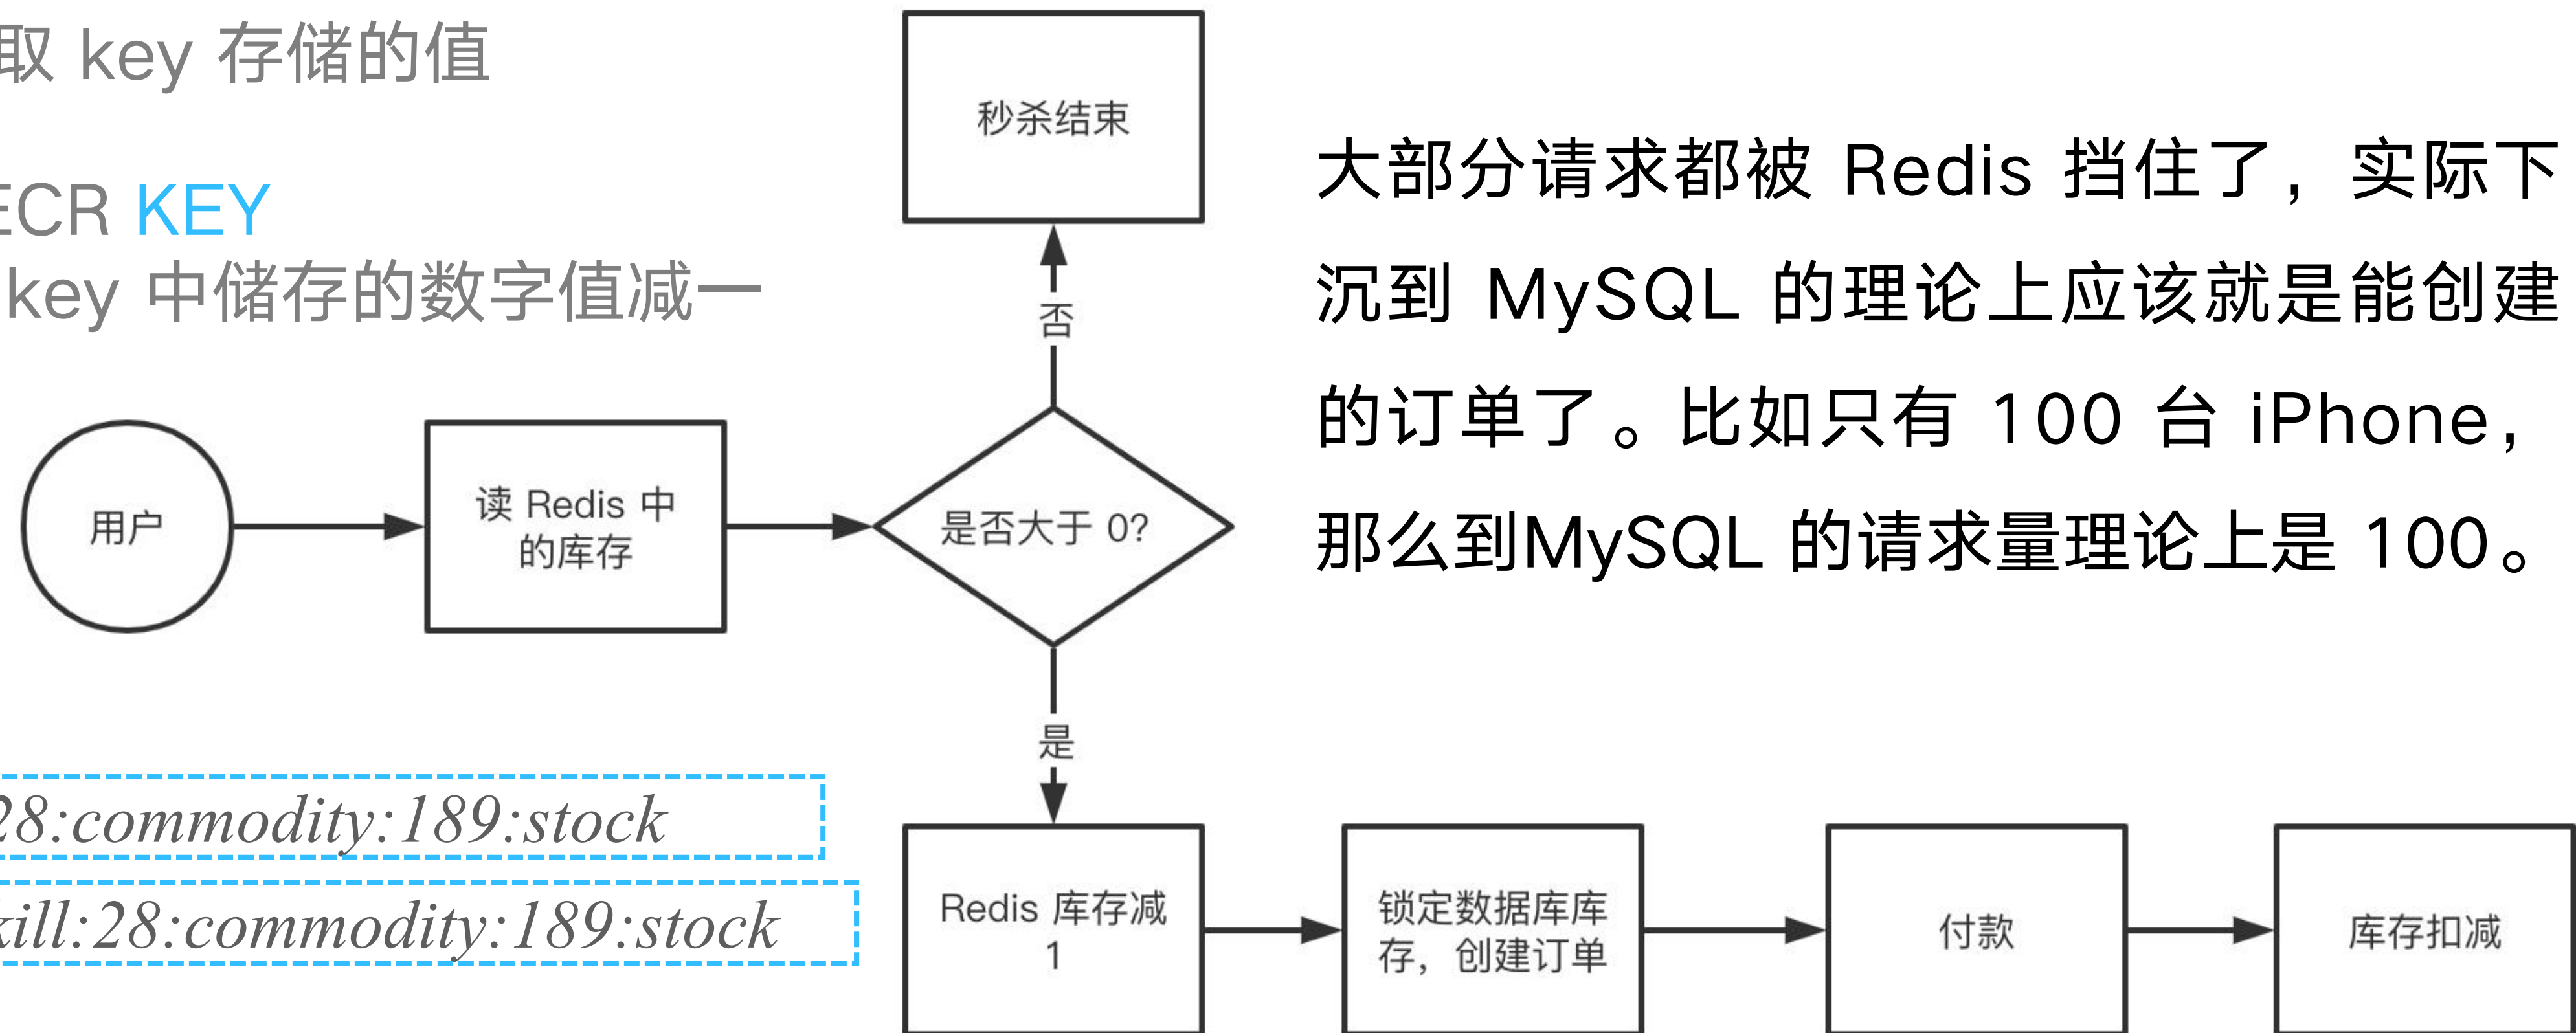 取 key 存储的值
ECR KEY
key 中储存的数字值减一
秒杀结束
大部分请求都被 Redis 挡住了，实际下
沉到 MySQL 的理论上应该就是能创建
的订单了。比如只有 100 台 iPhone，
那么到MySQL 的请求量理论上是 100。
否
用户
读 Redis 中
的库存
是否大于 0?
是
28:commodity:189:stock
kill:28:commodity:189:stock
Redis 库存减
1
锁定数据库库
存，创建订单
付款
库存扣减